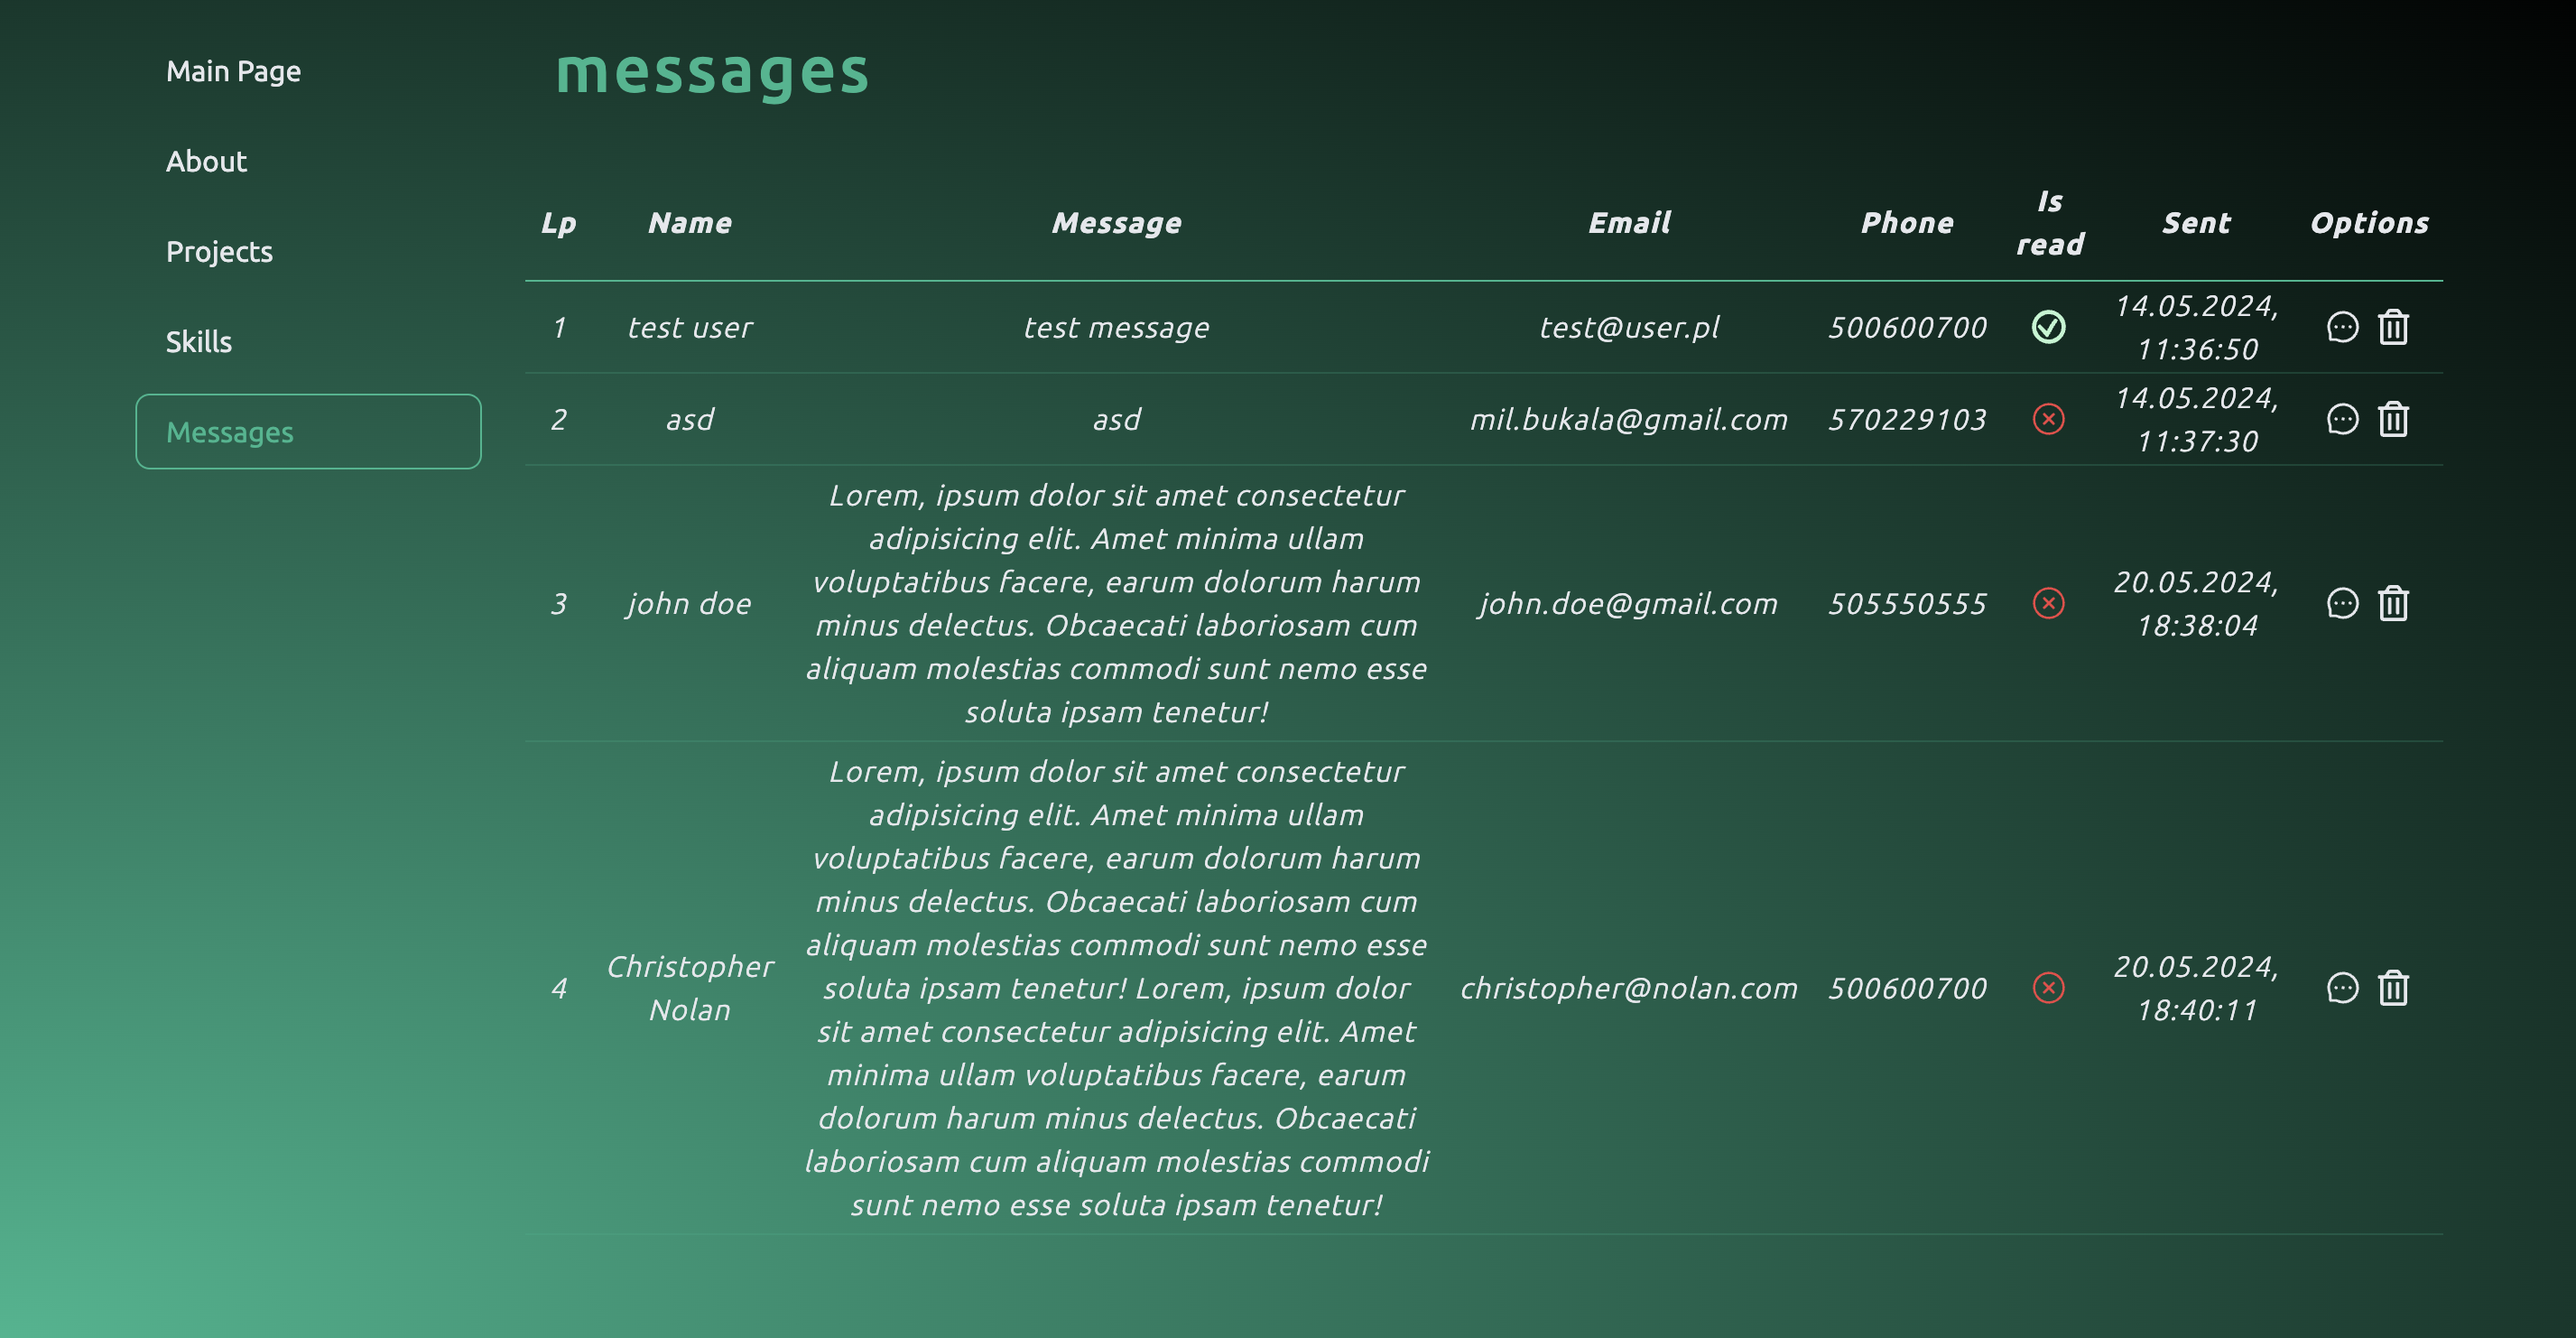 Main Page
About
Projects
Skills
Messages
messages
Lp Name Message Email Phone Is read Sent Options
1 test user test message test@user.pl 500600700 14.05.2024, 11:36:50
2 asd asd mil.bukala@gmail.com 570229103 14.05.2024, 11:37:30
3 john doe
Lorem, ipsum dolor sit amet consectetur
adipisicing elit. Amet minima ullam
voluptatibus facere, earum dolorum harum
minus delectus. Obcaecati laboriosam cum
aliquam molestias commodi sunt nemo esse
soluta ipsam tenetur!
john.doe@gmail.com 505550555 20.05.2024, 18:38:04
4 Christopher Nolan
Lorem, ipsum dolor sit amet consectetur
adipisicing elit. Amet minima ullam
voluptatibus facere, earum dolorum harum
minus delectus. Obcaecati laboriosam cum
aliquam molestias commodi sunt nemo esse
soluta ipsam tenetur! Lorem, ipsum dolor
sit amet consectetur adipisicing elit. Amet
minima ullam voluptatibus facere, earum
dolorum harum minus delectus. Obcaecati
laboriosam cum aliquam molestias commodi
sunt nemo esse soluta ipsam tenetur!
christopher@nolan.com 500600700 20.05.2024, 18:40:11